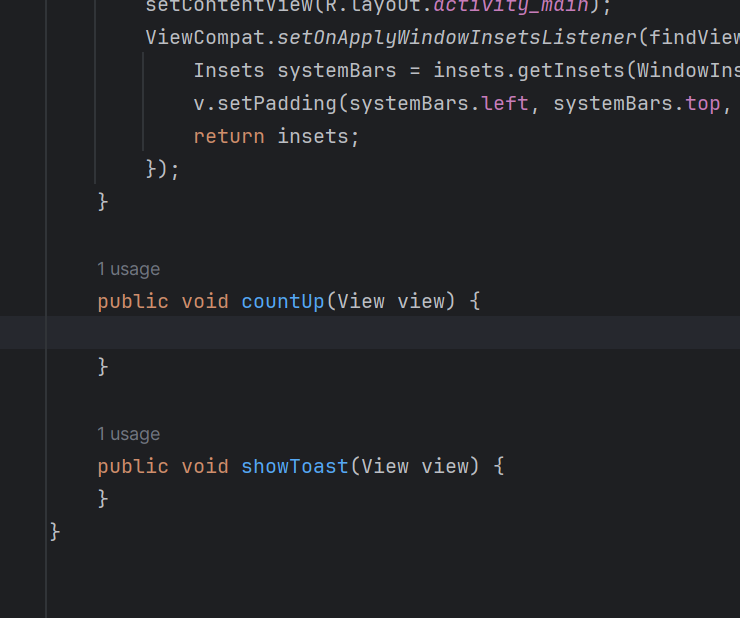 setContentView(R.layout.activity_main);
ViewCompat.setOnApplyWindowInsetsListener(findView
Insets systemBars = insets.getInsets(WindowIns
v.setPadding(systemBars.left, systemBars.top,
return insets;
});
}
1 usage
public void countUp(View view) {
}
1 usage
public void showToast(View view) {
}
}